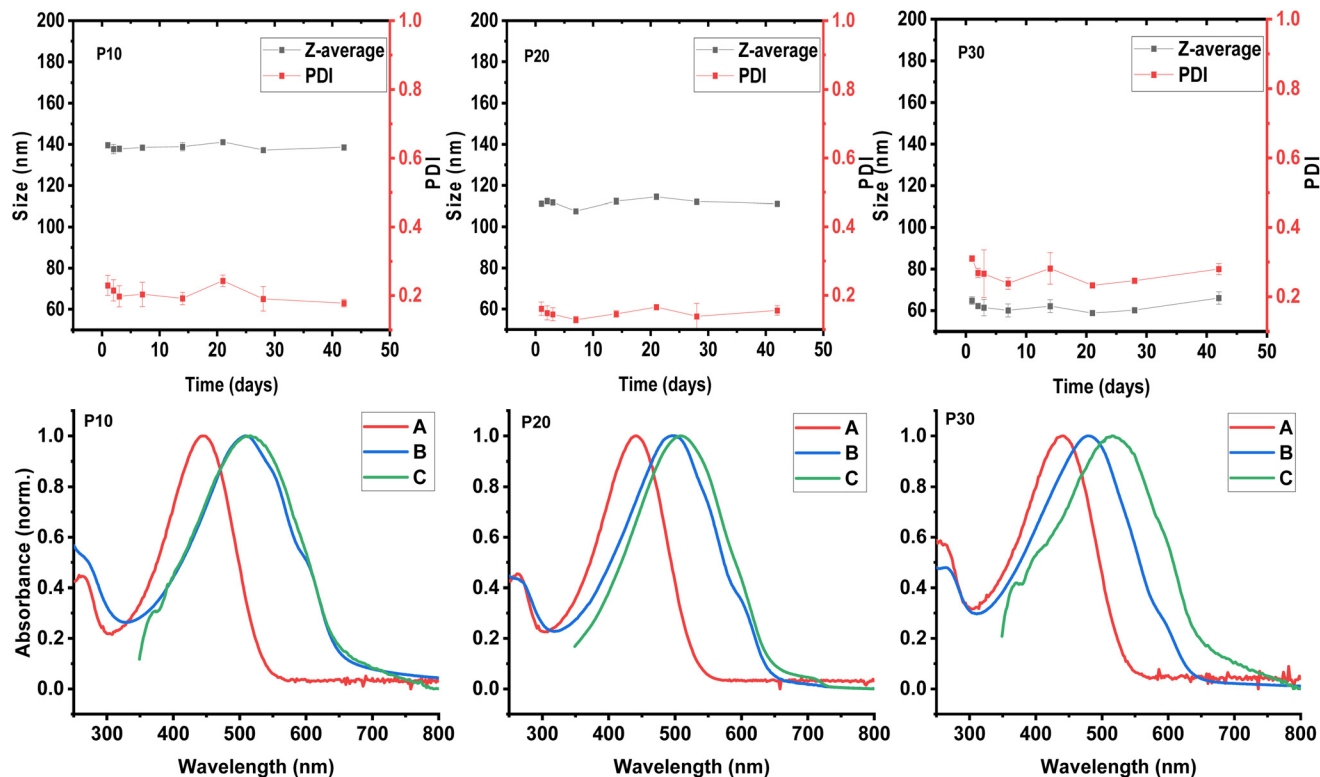 P10
Z-average
PDI
200
180
160
140
120
100
80
60
1.0
0.8
0.6
0.4
0.2
0 10 20 30 40 50
Size (nm)
PDI
Time (days)
P20
Z-average
PDI
200
180
160
140
120
100
80
60
1.0
0.8
0.6
0.4
0.2
0 10 20 30 40 50
Size (nm)
PDI
Time (days)
P30
Z-average
PDI
200
180
160
140
120
100
80
60
1.0
0.8
0.6
0.4
0.2
0 10 20 30 40 50
Size (nm)
PDI
Time (days)
P10
A
B
C
1.0
0.8
0.6
0.4
0.2
0.0
300 400 500 600 700 800
Absorbance (norm.)
Wavelength (nm)
P20
A
B
C
1.0
0.8
0.6
0.4
0.2
0.0
300 400 500 600 700 800
Wavelength (nm)
P30
A
B
C
1.0
0.8
0.6
0.4
0.2
0.0
300 400 500 600 700 800
Wavelength (nm)